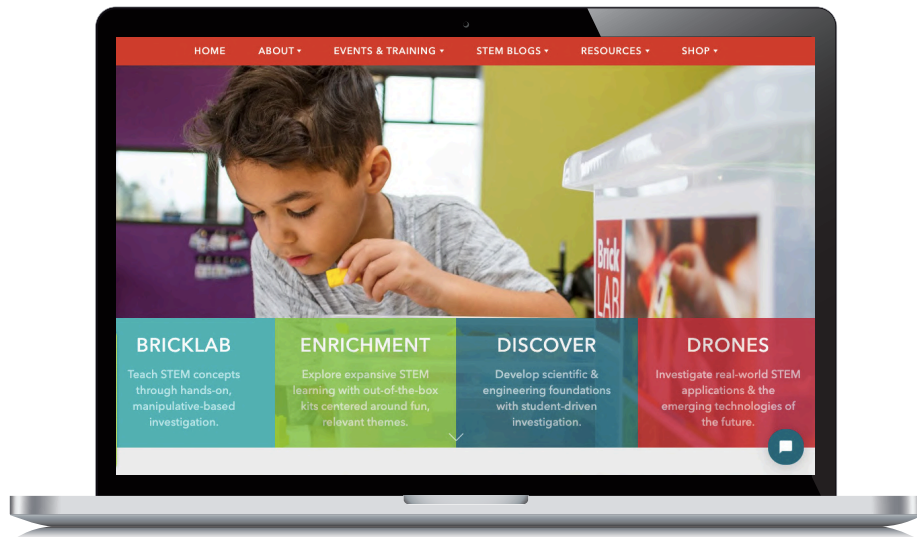 HOME ABOUT EVENTS & TRAINING STEM BLOGS RESOURCES SHOP
Brick
LAB
BRICKLAB
Teach STEM concepts
through hands-on,
manipulative-based
investigation.
ENRICHMENT
Explore expansive STEM
learning with out-of-the-box
kits centered around fun,
relevant themes.
DISCOVER
Develop scientific &
engineering foundations
with student-driven
investigation.
DRONES
Investigate real-world STEM
applications & the
emerging technologies of
the future.